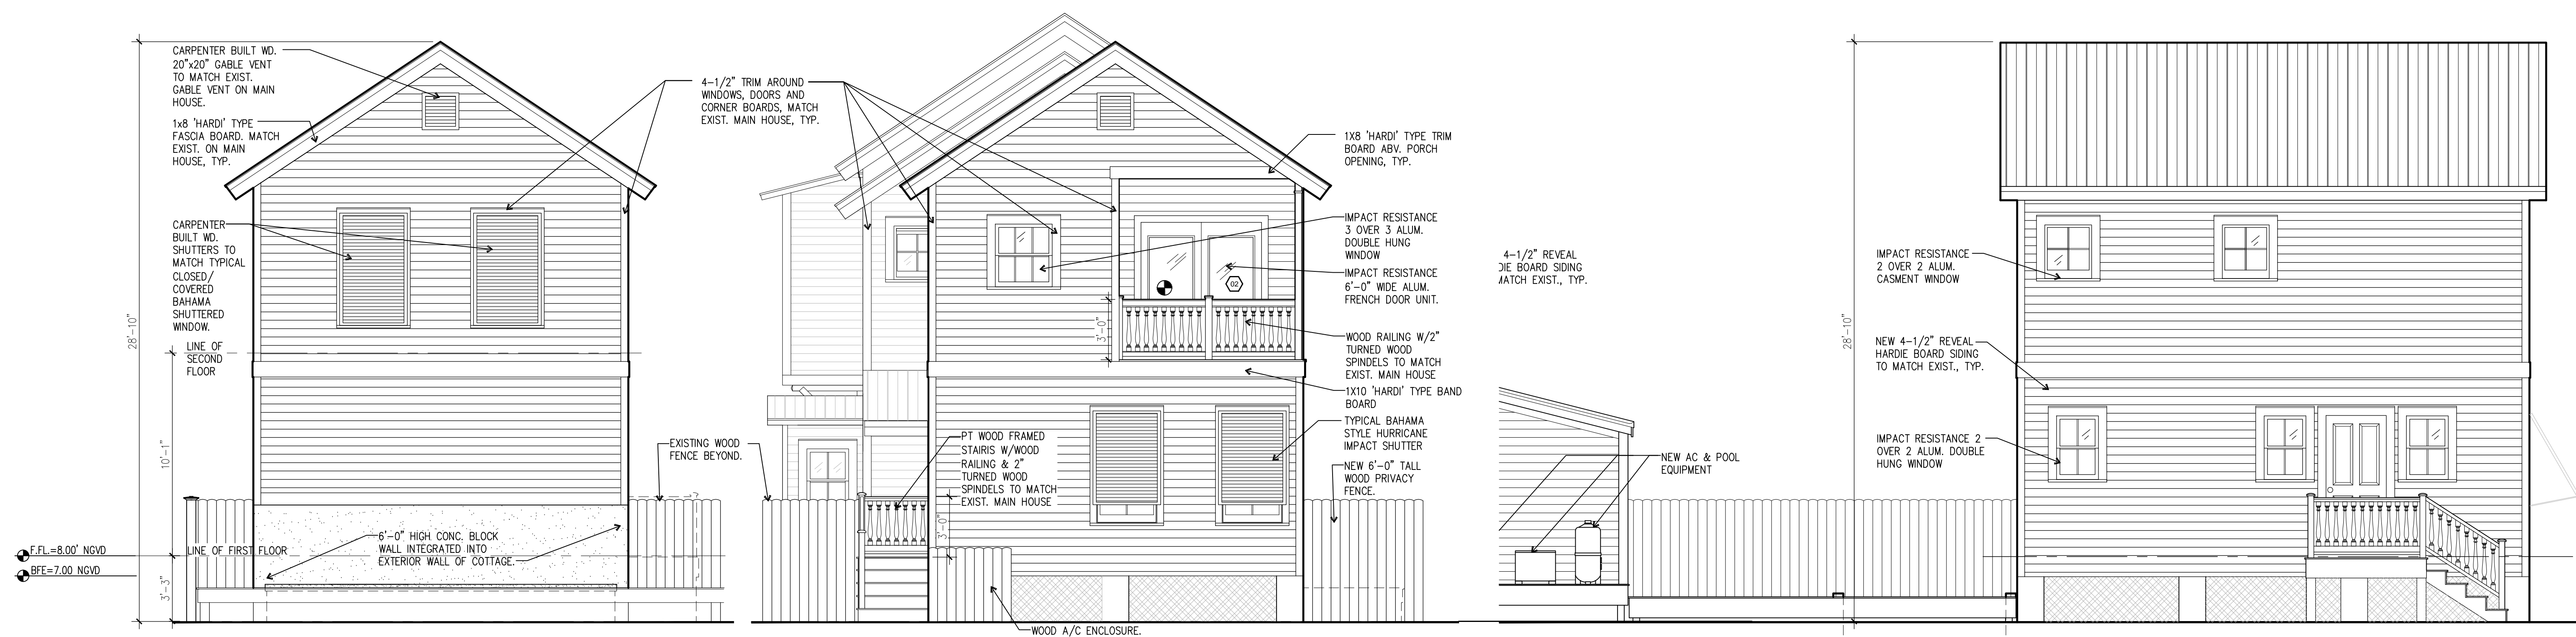 CARPENTER BUILT WD.
20"x20" GABLE VENT
TO MATCH EXIST.
GABLE VENT ON MAIN
HOUSE.
1x8 'HARDI' TYPE
FASCIA BOARD. MATCH
EXIST. ON MAIN
HOUSE, TYP.
CARPENTER
BUILT WD.
SHUTTERS TO
MATCH TYPICAL
CLOSED/
COVERED
BAHAMA
SHUTTERED
WINDOW.
LINE OF
SECOND
FLOOR
28'-10"
10'-1"
3'-3"
F.FL.=8.00' NGVD
BFE=7.00 NGVD
LINE OF FIRST FLOOR
6'-0" HIGH CONC. BLOCK
WALL INTEGRATED INTO
EXTERIOR WALL OF COTTAGE.
4-1/2" TRIM AROUND
WINDOWS, DOORS AND
CORNER BOARDS, MATCH
EXIST. MAIN HOUSE, TYP.
EXISTING WOOD
FENCE BEYOND.
PT WOOD FRAMED
STAIRIS W/WOOD
RAILING & 2"
TURNED WOOD
SPINDELS TO MATCH
EXIST. MAIN HOUSE
3'-0"
3'-0"
02
WOOD A/C ENCLOSURE.
1X8 'HARDI' TYPE TRIM
BOARD ABV. PORCH
OPENING, TYP.
IMPACT RESISTANCE
3 OVER 3 ALUM.
DOUBLE HUNG
WINDOW
IMPACT RESISTANCE
6'-0" WIDE ALUM.
FRENCH DOOR UNIT.
WOOD RAILING W/2"
TURNED WOOD
SPINDELS TO MATCH
EXIST. MAIN HOUSE
1X10 'HARDI' TYPE BAND
BOARD
TYPICAL BAHAMA
STYLE HURRICANE
IMPACT SHUTTER
NEW 6'-0" TALL
WOOD PRIVACY
FENCE.
4-1/2" REVEAL
DIE BOARD SIDING
MATCH EXIST., TYP.
NEW AC & POOL
EQUIPMENT
28'-10"
IMPACT RESISTANCE
2 OVER 2 ALUM.
CASMENT WINDOW
NEW 4-1/2" REVEAL
HARDIE BOARD SIDING
TO MATCH EXIST., TYP.
IMPACT RESISTANCE 2
OVER 2 ALUM. DOUBLE
HUNG WINDOW